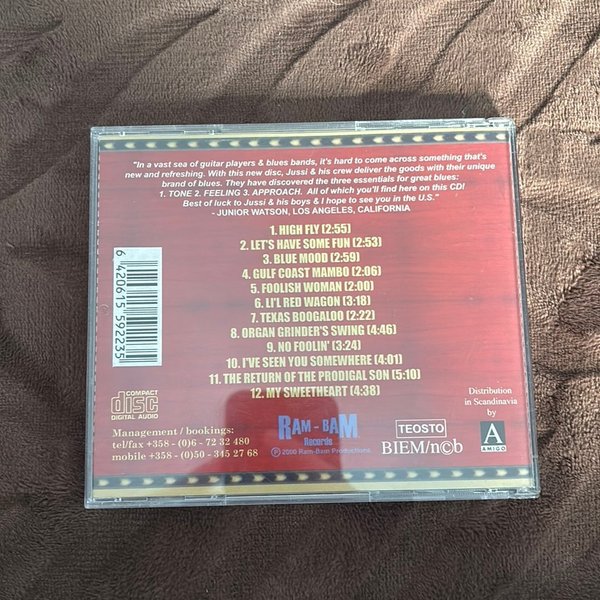 "In a vast sea of guitar players & blues bands, it's hard to come across something that's
new and refreshing. With this new disc, Jussi & his crew deliver the goods with their unique
brand of blues. They have discovered the three essentials for great blues:
1. TONE 2. FEELING 3. APPROACH. All of which you'll find here on this CD!
Best of luck to Jussi & his boys & I hope to see you in the U.S."
- JUNIOR WATSON, LOS ANGELES, CALIFORNIA
1. HIGH FLY (2:55)
2. LET'S HAVE SOME FUN (2:53)
3. BLUE MOOD (2:59)
4. GULF COAST MAMBO (2:06)
5. FOOLISH WOMAN (2:00)
6. LI'L RED WAGON (3:18)
7. TEXAS BOOGALOO (2:22)
8. ORGAN GRINDER'S SWING (4:46)
9. NO FOOLIN' (3:24)
10. I'VE SEEN YOU SOMEWHERE (4:01)
11. THE RETURN OF THE PRODIGAL SON (5:10)
12. MY SWEETHEART (4:38)
6 420615 592235
COMPACT
disc
DIGITAL AUDIO
Management / bookings:
tel/fax +358 - (0)6 - 72 32 480
mobile +358 - (0)50 - 345 27 68
RAM-BAM
Records
℗ 2000 Ram-Bam Productions
TEOSTO
BIEM/n©b
Distribution
in Scandinavia
by
A
AMIGO